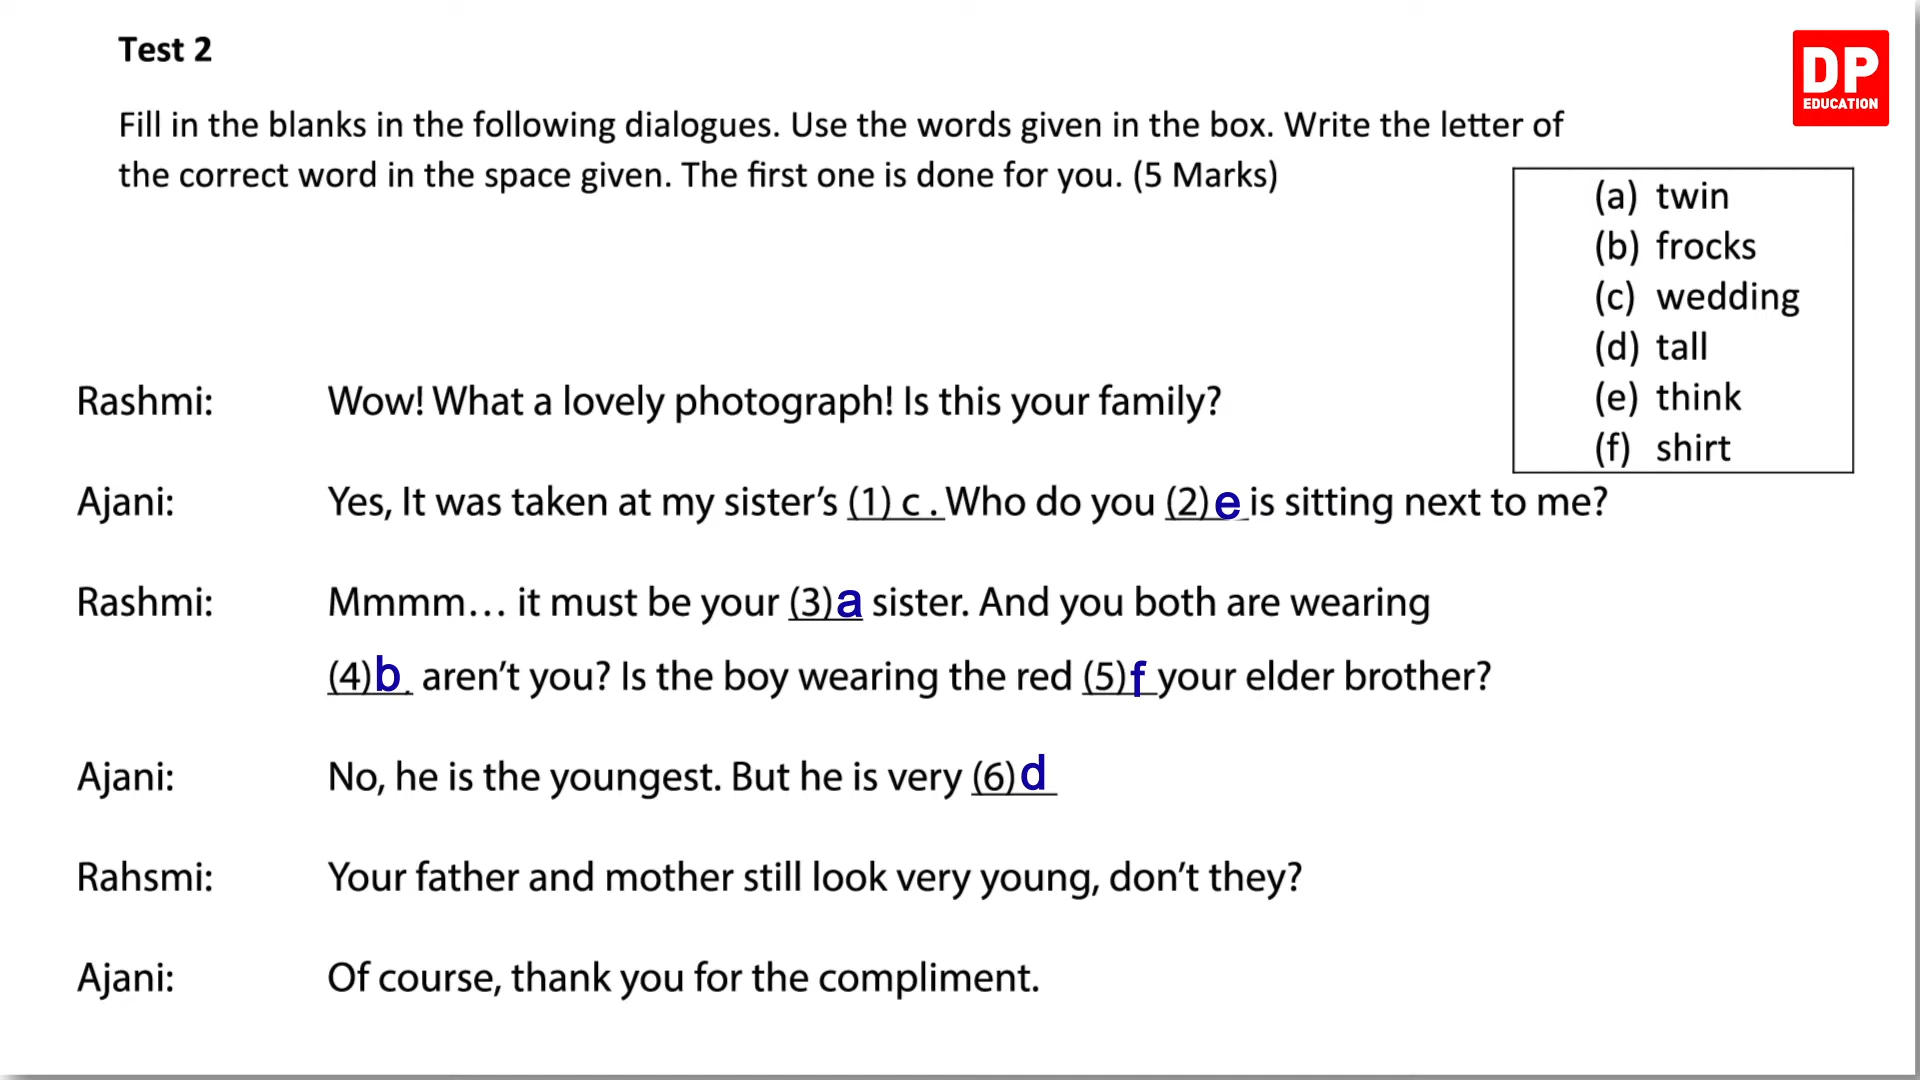 Test 2
DP
EDUCATION
Fill in the blanks in the following dialogues. Use the words given in the box. Write the letter of
the correct word in the space given. The first one is done for you. (5 Marks)
(a) twin
(b) frocks
(c) wedding
(d) tall
(e) think
(f) shirt
Rashmi: Wow! What a lovely photograph! Is this your family?
Ajani: Yes, It was taken at my sister’s (1) c . Who do you (2) e is sitting next to me?
Rashmi: Mmmm… it must be your (3) a sister. And you both are wearing
(4) b . aren’t you? Is the boy wearing the red (5) f your elder brother?
Ajani: No, he is the youngest. But he is very (6) d
Rahsmi: Your father and mother still look very young, don’t they?
Ajani: Of course, thank you for the compliment.